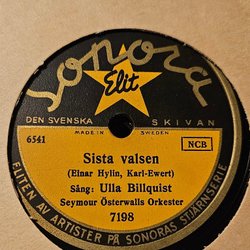 sonora
Elit
DEN SVENSKA SKIVAN
MADE IN SWEDEN
6541
NCB
Sista valsen
(Einar Hylin, Karl-Ewert)
Sång: Ulla Billquist
Seymour Österwalls Orkester
7198
ELITEN AV ARTISTER PÅ SONORAS STJÄRNSERIE